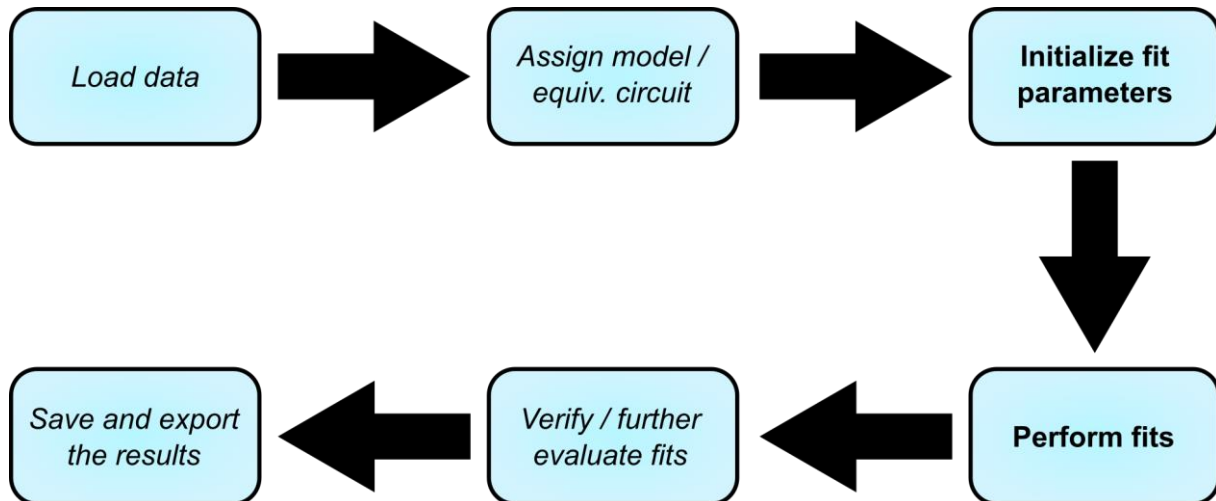 Load data
Assign model /
equiv. circuit
Initialize fit
parameters
Perform fits
Verify / further
evaluate fits
Save and export
the results